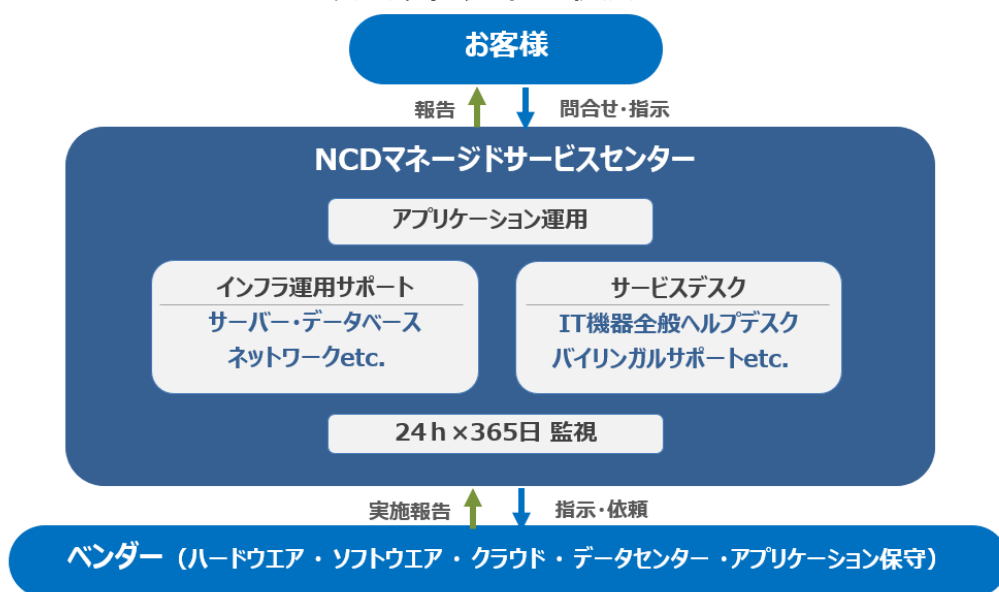 お客様
報告 問合せ・指示
NCDマネージドサービスセンター
アプリケーション運用
インフラ運用サポート
サーバー・データベース
ネットワークetc.
サービスデスク
IT機器全般ヘルプデスク
バイリンガルサポートetc.
24h×365日 監視
実施報告 指示・依頼
ベンダー（ハードウエア ・ ソフトウエア ・ クラウド ・ データセンター ・アプリケーション保守）